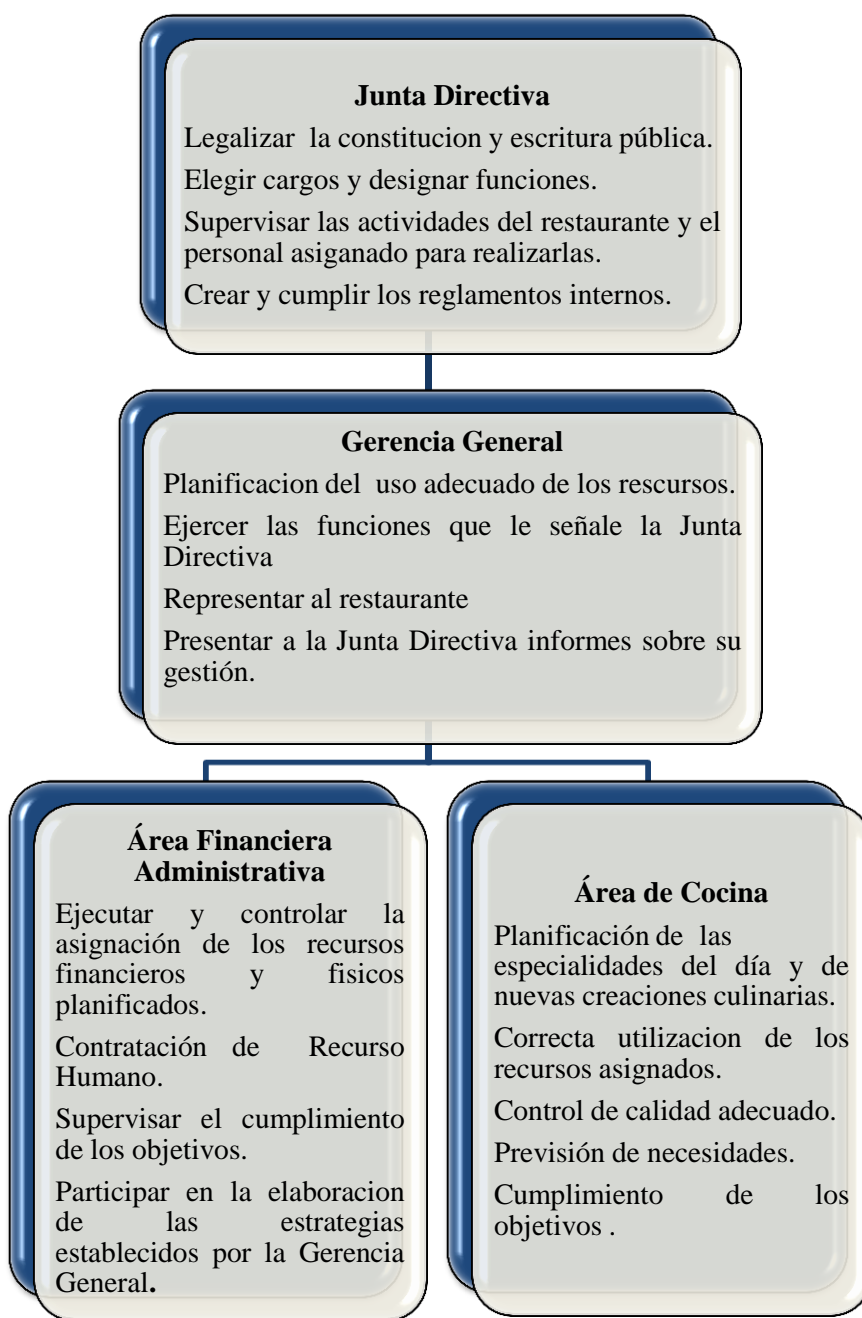 Junta Directiva
Legalizar la constitucion y escritura pública.
Elegir cargos y designar funciones.
Supervisar las actividades del restaurante y el
personal asiganado para realizarlas.
Crear y cumplir los reglamentos internos.
Gerencia General
Planificacion del uso adecuado de los rescursos.
Ejercer las funciones que le señale la Junta
Directiva
Representar al restaurante
Presentar a la Junta Directiva informes sobre su
gestión.
Área Financiera
Administrativa
Ejecutar y controlar la
asignación de los recursos
financieros y fisicos
planificados.
Contratación de Recurso
Humano.
Supervisar el cumplimiento
de los objetivos.
Participar en la elaboracion
de las estrategias
establecidos por la Gerencia
General.
Área de Cocina
Planificación de las
especialidades del día y de
nuevas creaciones culinarias.
Correcta utilizacion de los
recursos asignados.
Control de calidad adecuado.
Previsión de necesidades.
Cumplimiento de los
objetivos .